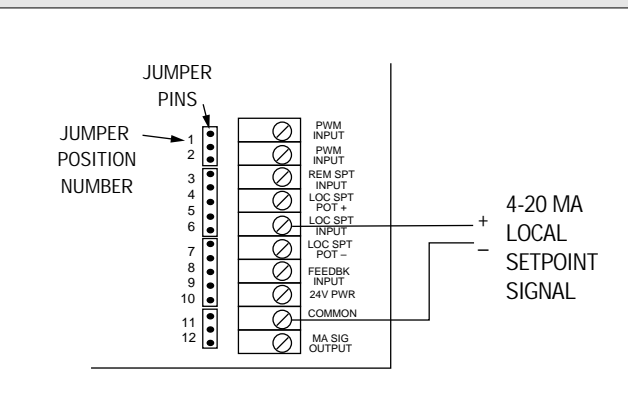 JUMPER
PINS
JUMPER
POSITION
NUMBER
1
2
3
4
5
6
7
8
9
10
11
12
PWM
INPUT
PWM
INPUT
REM SPT
INPUT
LOC SPT
POT +
LOC SPT
INPUT
LOC SPT
POT –
FEEDBK
INPUT
24V PWR
COMMON
MA SIG
OUTPUT
+
–
4-20 MA
LOCAL
SETPOINT
SIGNAL